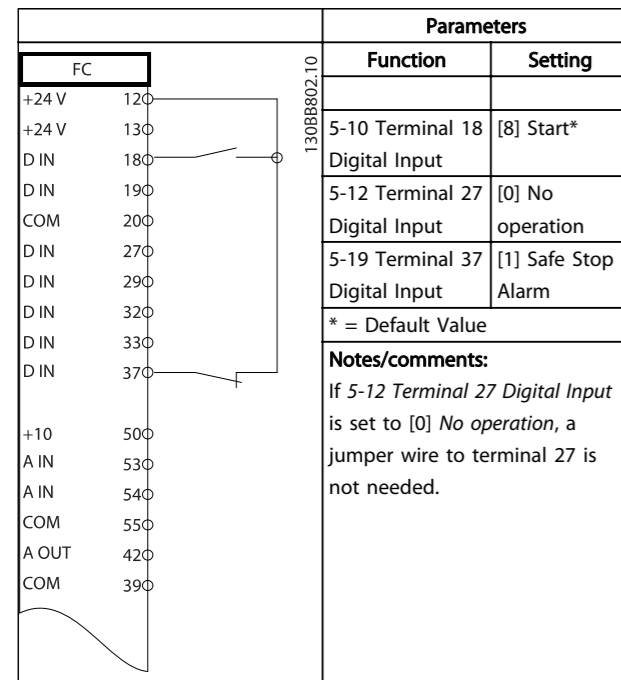 Parameters
FC
130BB802.10
Function Setting
+24 V 12
+24 V 13
D IN 18
D IN 19
COM 20
D IN 27
D IN 29
D IN 32
D IN 33
D IN 37
+10 50
A IN 53
A IN 54
COM 55
A OUT 42
COM 39
5-10 Terminal 18 [8] Start*
Digital Input
5-12 Terminal 27 [0] No
Digital Input operation
5-19 Terminal 37 [1] Safe Stop
Digital Input Alarm
* = Default Value
Notes/comments:
If 5-12 Terminal 27 Digital Input
is set to [0] No operation, a
jumper wire to terminal 27 is
not needed.